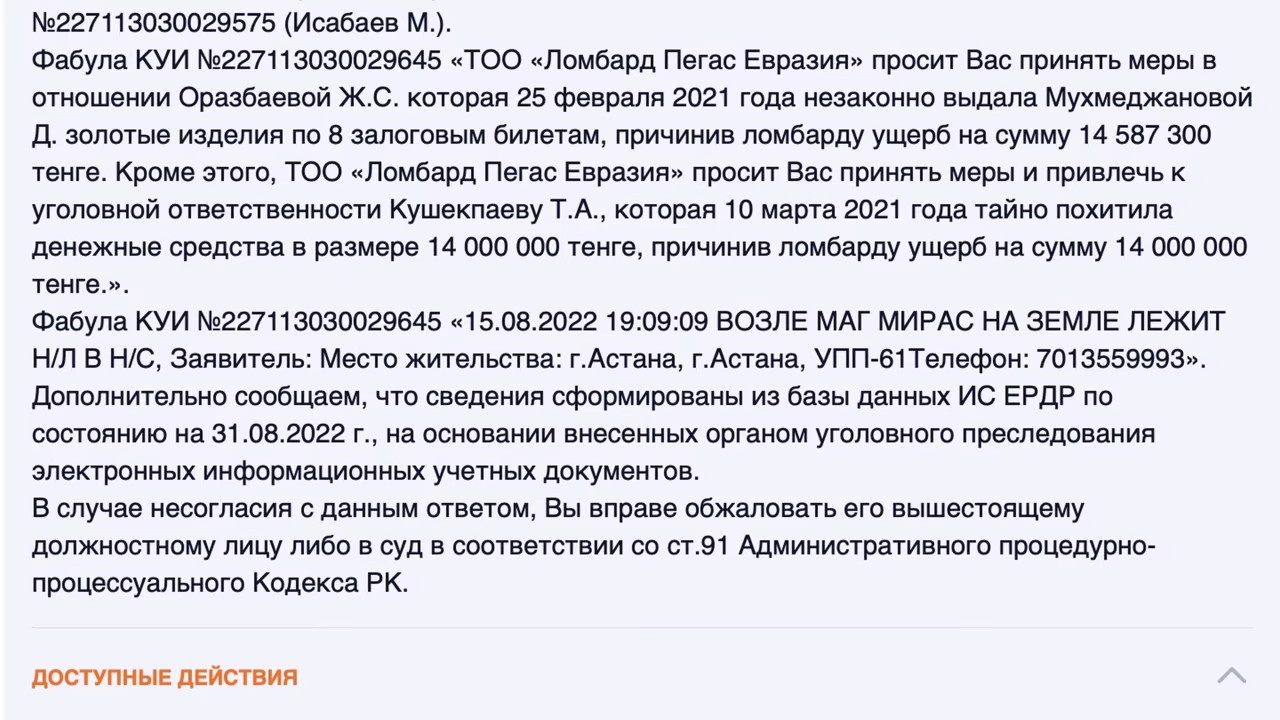 №227113030029575 (Исабаев М.).
Фабула КУИ №227113030029645 «ТОО «Ломбард Пегас Евразия» просит Вас принять меры в
отношении Оразбаевой Ж.С. которая 25 февраля 2021 года незаконно выдала Мухмеджановой
Д. золотые изделия по 8 залоговым билетам, причинив ломбарду ущерб на сумму 14 587 300
тенге. Кроме этого, ТОО «Ломбард Пегас Евразия» просит Вас принять меры и привлечь к
уголовной ответственности Кушекпаеву Т.А., которая 10 марта 2021 года тайно похитила
денежные средства в размере 14 000 000 тенге, причинив ломбарду ущерб на сумму 14 000 000
тенге.».
Фабула КУИ №227113030029645 «15.08.2022 19:09:09 ВОЗЛЕ МАГ МИРАС НА ЗЕМЛЕ ЛЕЖИТ
Н/Л В Н/С, Заявитель: Место жительства: г.Астана, г.Астана, УПП-61Телефон: 7013559993».
Дополнительно сообщаем, что сведения сформированы из базы данных ИС ЕРДР по
состоянию на 31.08.2022 г., на основании внесенных органом уголовного преследования
электронных информационных учетных документов.
В случае несогласия с данным ответом, Вы вправе обжаловать его вышестоящему
должностному лицу либо в суд в соответствии со ст.91 Административного процедурно-
процессуального Кодекса РК.
ДОСТУПНЫЕ ДЕЙСТВИЯ